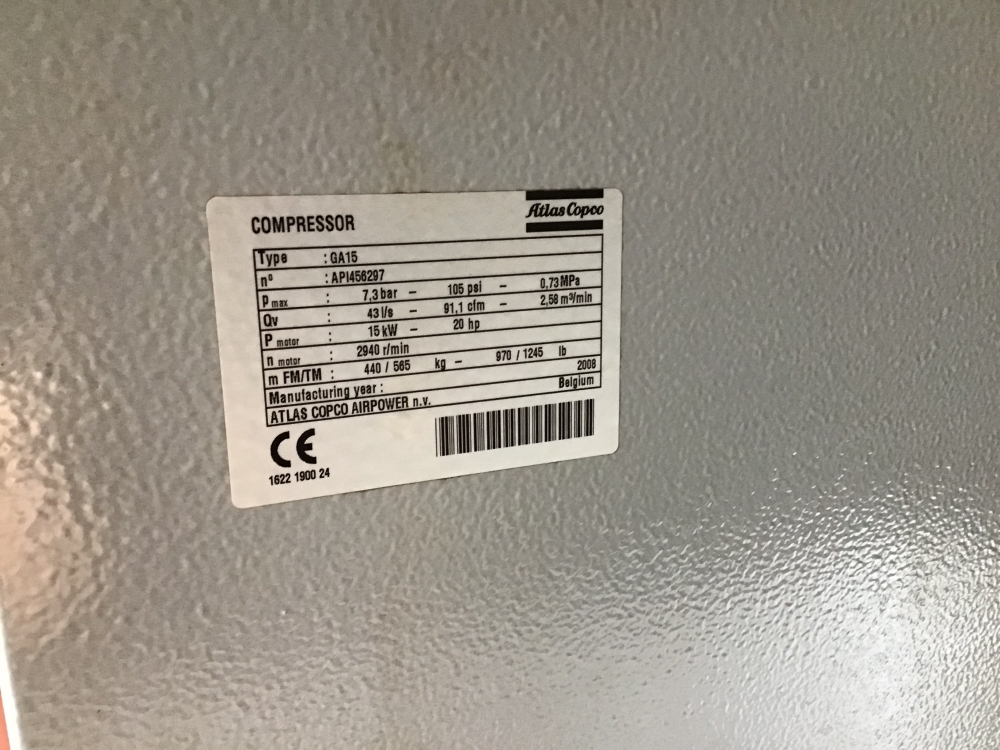 COMPRESSOR
Atlas Copco
Type : GA15
nº : API456297
P max : 7,3 bar – 105 psi – 0,73 MPa
Qv : 43 l/s – 91,1 cfm – 2,58 m³/min
P motor : 15 kW – 20 hp
n motor : 2940 r/min
m FM/TM : 440 / 565 kg – 970 / 1245 lb
Manufacturing year : 2008
ATLAS COPCO AIRPOWER n.v. Belgium
CE
1622 1900 24